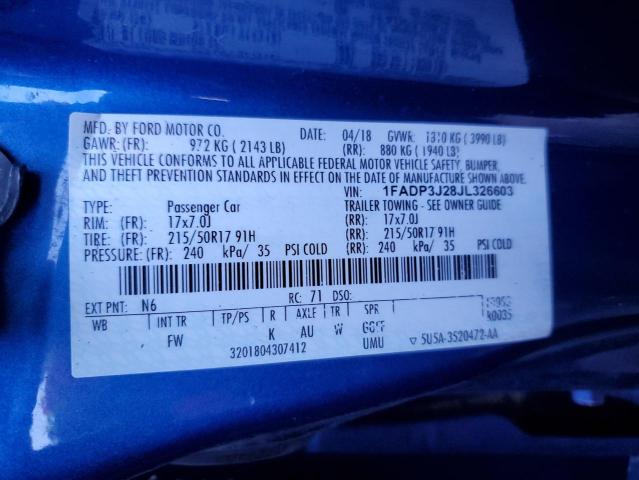 MFD. BY FORD MOTOR CO. DATE: 04/18 GVWR: 1810 KG ( 3990 LB)
GAWR: (FR): 972 KG ( 2143 LB) (RR): 880 KG ( 1940 LB)
THIS VEHICLE CONFORMS TO ALL APPLICABLE FEDERAL MOTOR VEHICLE SAFETY, BUMPER,
AND THEFT PREVENTION STANDARDS IN EFFECT ON THE DATE OF MANUFACTURE SHOWN ABOVE.
VIN: 1FADP3J28JL326603
TYPE: Passenger Car TRAILER TOWING - SEE OWNER GUIDE
RIM: (FR): 17x7.0J (RR): 17x7.0J
TIRE: (FR): 215/50R17 91H (RR): 215/50R17 91H
PRESSURE: (FR): 240 kPa/ 35 PSI COLD (RR): 240 kPa/ 35 PSI COLD
EXT PNT: N6 RC: 71 DSO:
WB INT TR TP/PS R AXLE TR SPR
FW K AU W UMU
3201804307412 ▽ 5U5A-3520472-AA